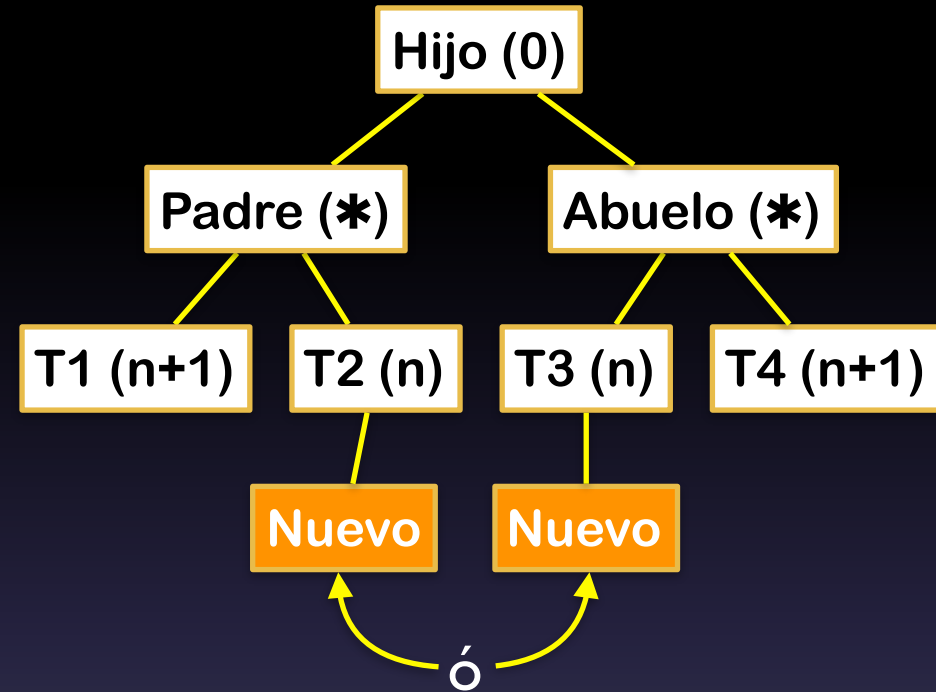 Hijo (0)
Padre (✱)
Abuelo (✱)
T1 (n+1)
T2 (n)
T3 (n)
T4 (n+1)
Nuevo
Nuevo
ó